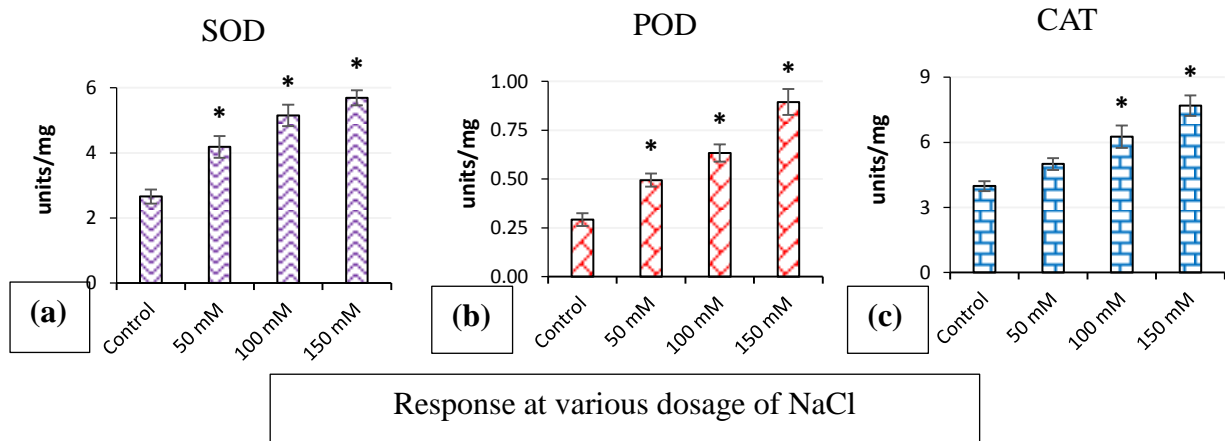 SOD
units/mg
6
4
2
0
*
*
*
Control
50 mM
100 mM
150 mM
(a)
POD
units/mg
1.00
0.75
0.50
0.25
0.00
*
*
*
Control
50 mM
100 mM
150 mM
(b)
CAT
units/mg
9
6
3
0
*
*
Control
50 mM
100 mM
150 mM
(c)
Response at various dosage of NaCl